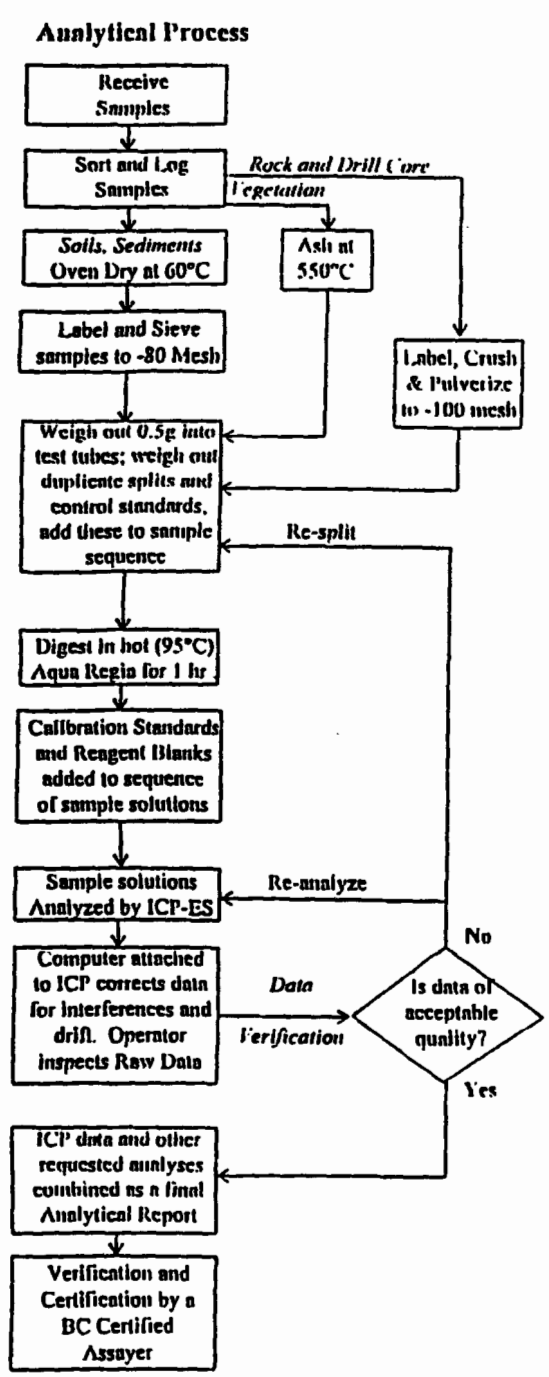 Analytical Process
Receive
Samples
Sort and Log
Samples
Rock and Drill Core
Vegetation
Soils, Sediments
Oven Dry at 60°C
Ash at
550°C
Label and Sieve
samples to -80 Mesh
Label, Crush
& Pulverize
to -100 mesh
Weigh out 0.5g into
test tubes; weigh out
duplicate splits and
control standards,
add these to sample
sequence
Re-split
Digest in hot (95°C)
Aqua Regia for 1 hr
Calibration Standards
and Reagent Blanks
added to sequence
of sample solutions
Sample solutions
Analyzed by ICP-ES
Re-analyze
No
Computer attached
to ICP corrects data
for interferences and
drift. Operator
inspects Raw Data
Data
Verification
Is data of
acceptable
quality?
Yes
ICP data and other
requested analyses
combined as a final
Analytical Report
Verification and
Certification by a
BC Certified
Assayer